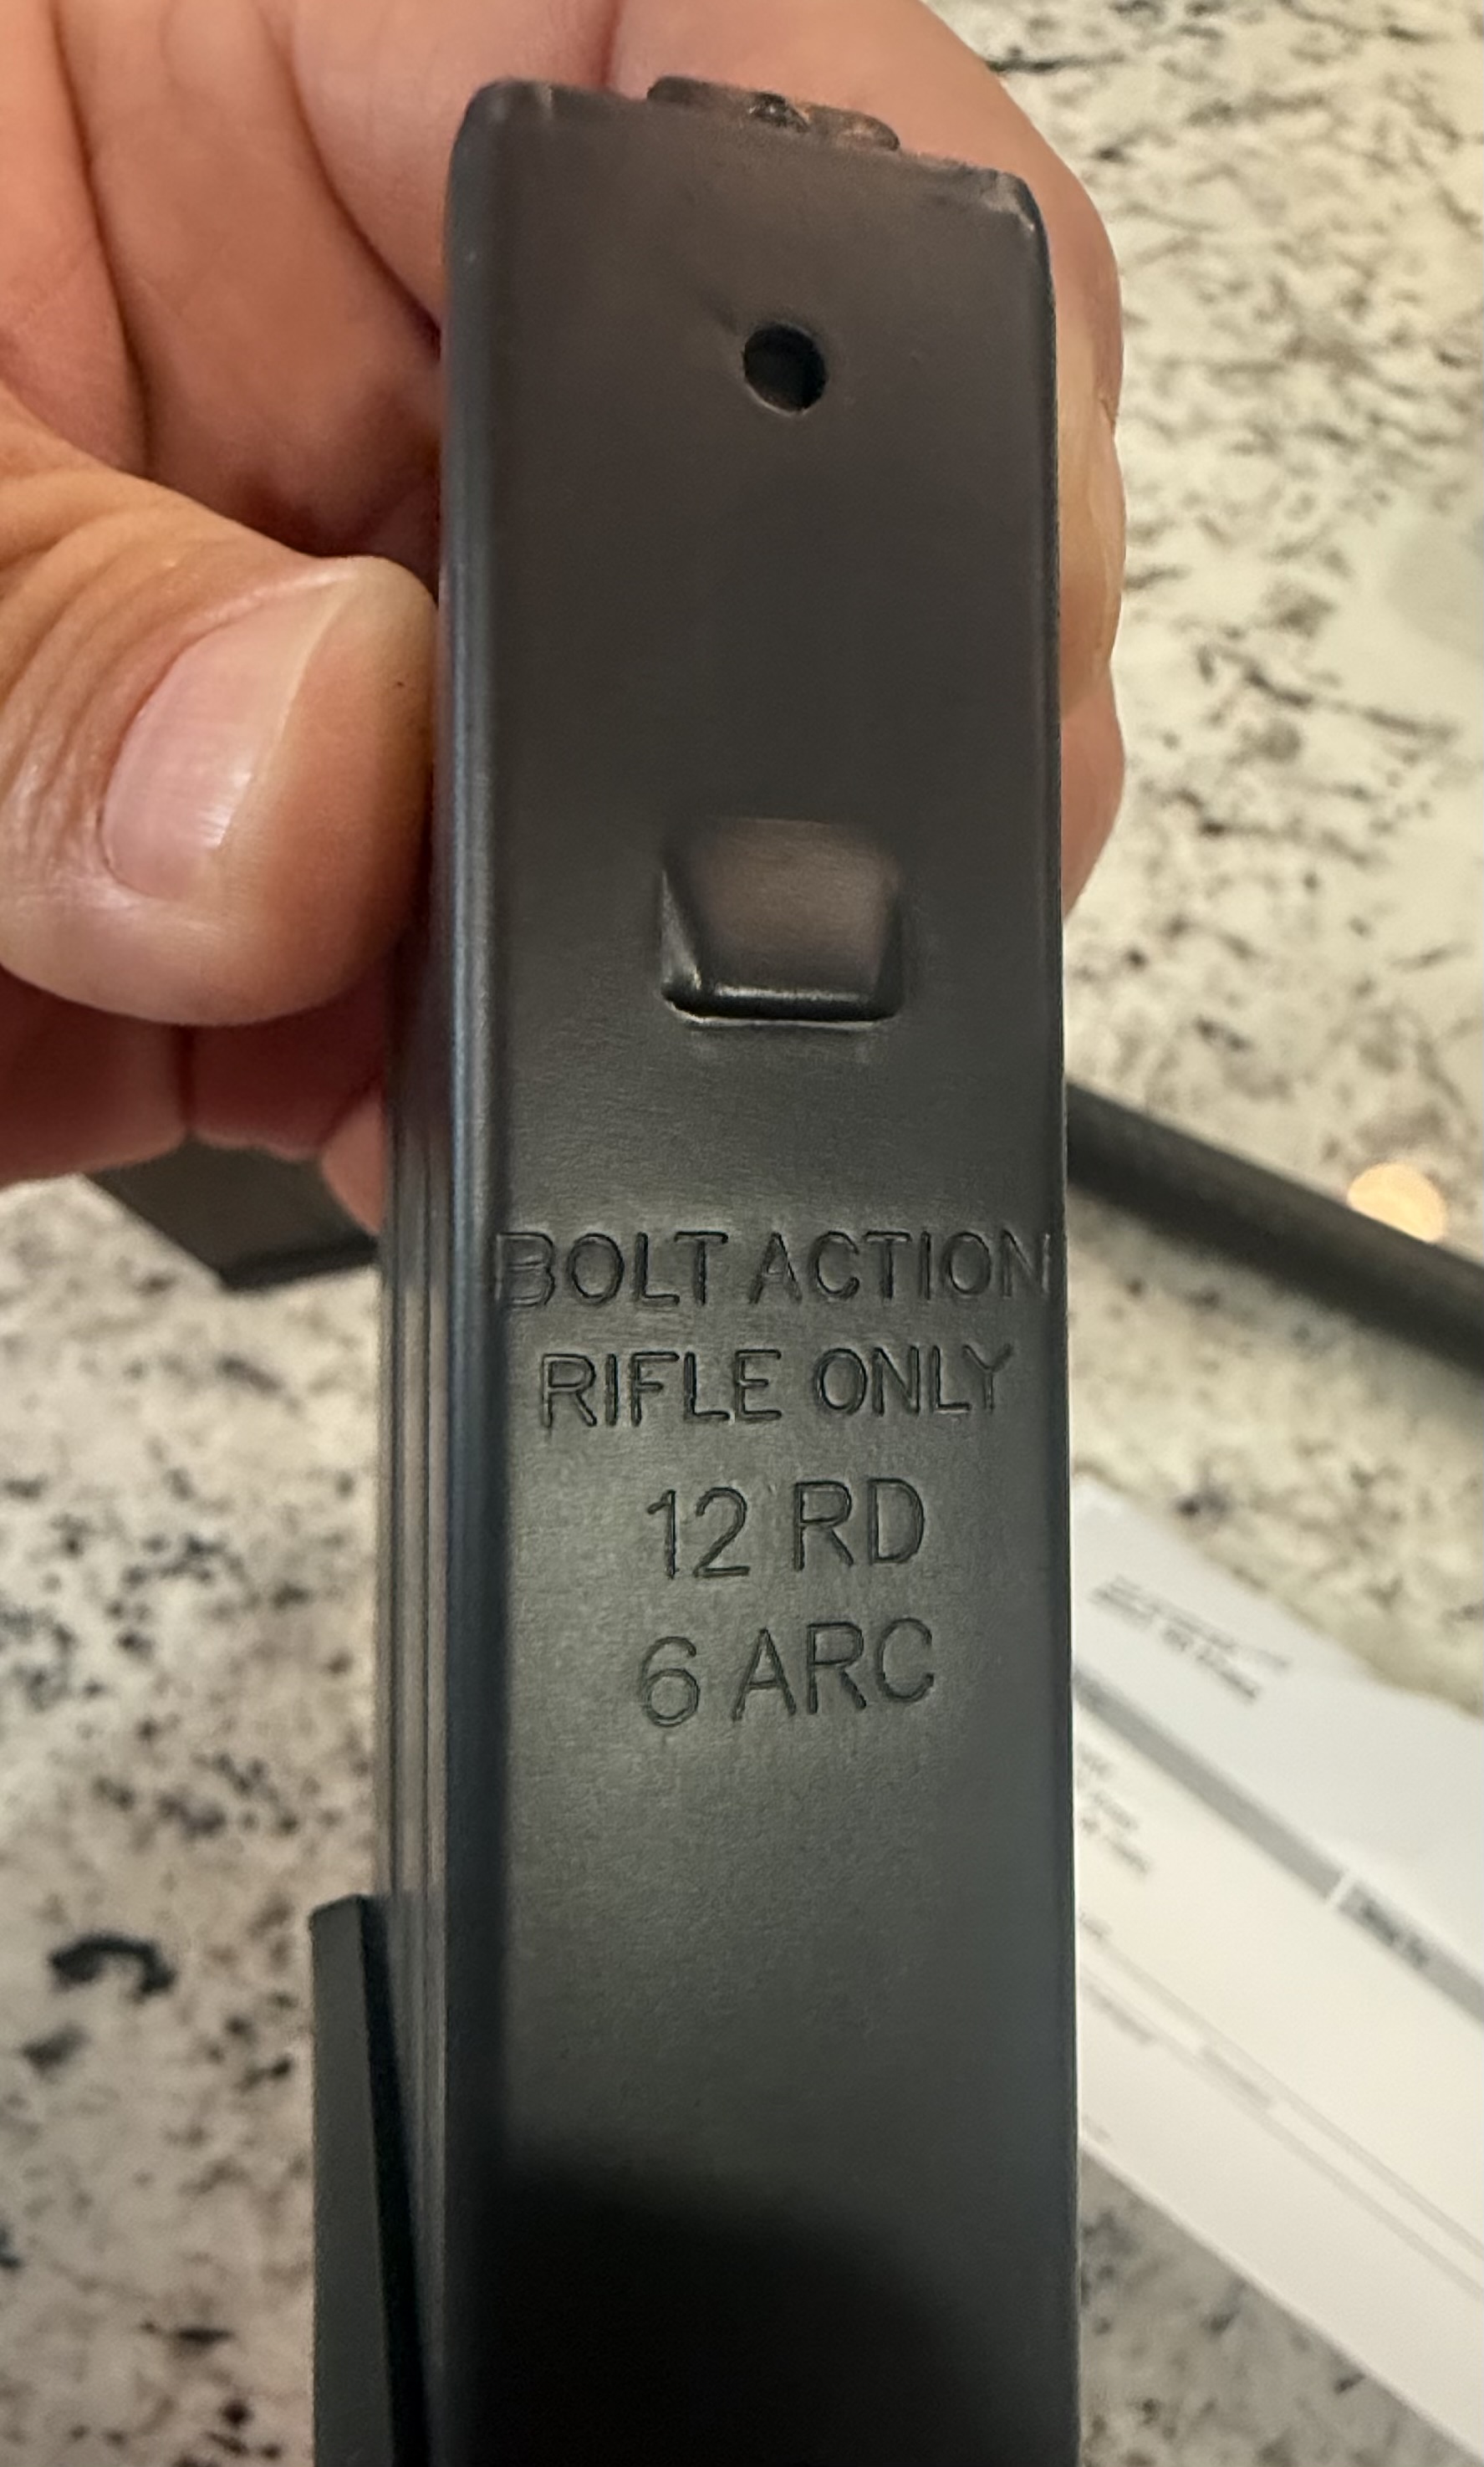 BOLT ACTION
RIFLE ONLY
12 RD
6 ARC